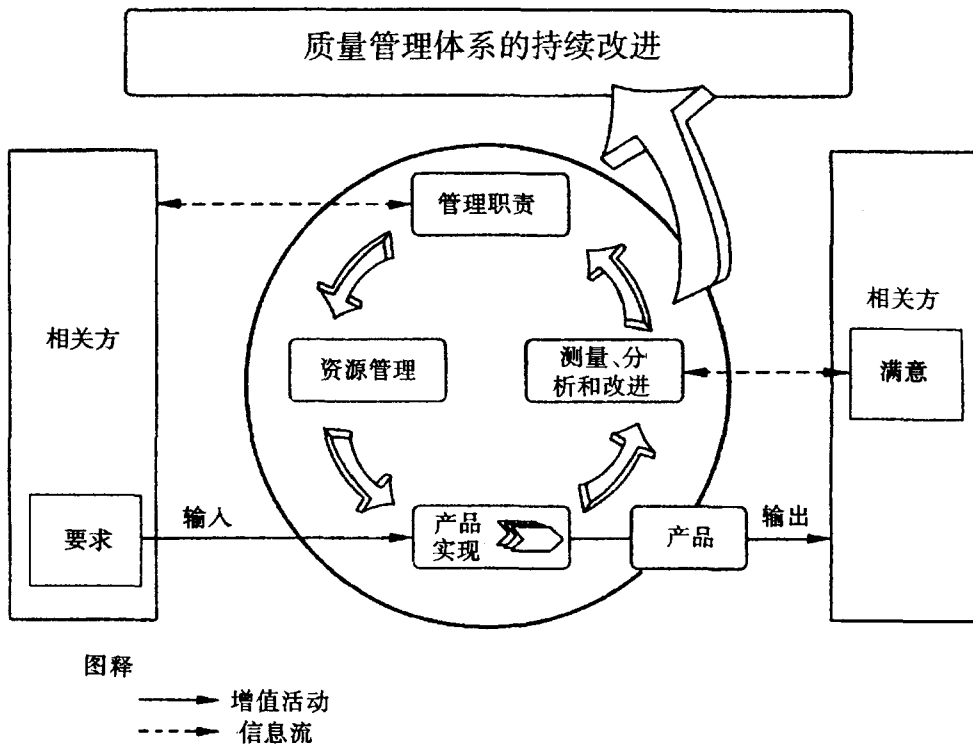 质量管理体系的持续改进
管理职责
相关方
资源管理
测量、分
析和改进
相关方
满意
要求
输入
产品
实现
产品
输出
图释
增值活动
信息流